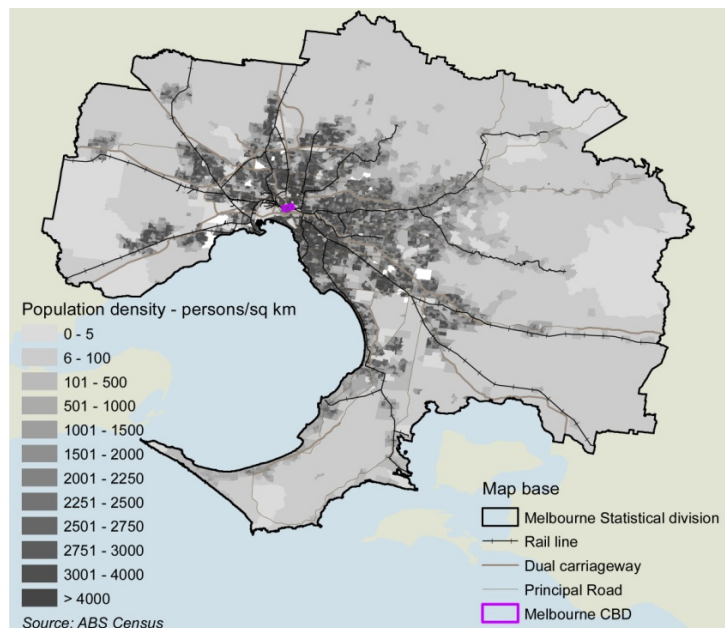 Population density - persons/sq km
0 - 5
6 - 100
101 - 500
501 - 1000
1001 - 1500
1501 - 2000
2001 - 2250
2251 - 2500
2501 - 2750
2751 - 3000
3001 - 4000
> 4000
Source: ABS Census
Map base
Melbourne Statistical division
Rail line
Dual carriageway
Principal Road
Melbourne CBD